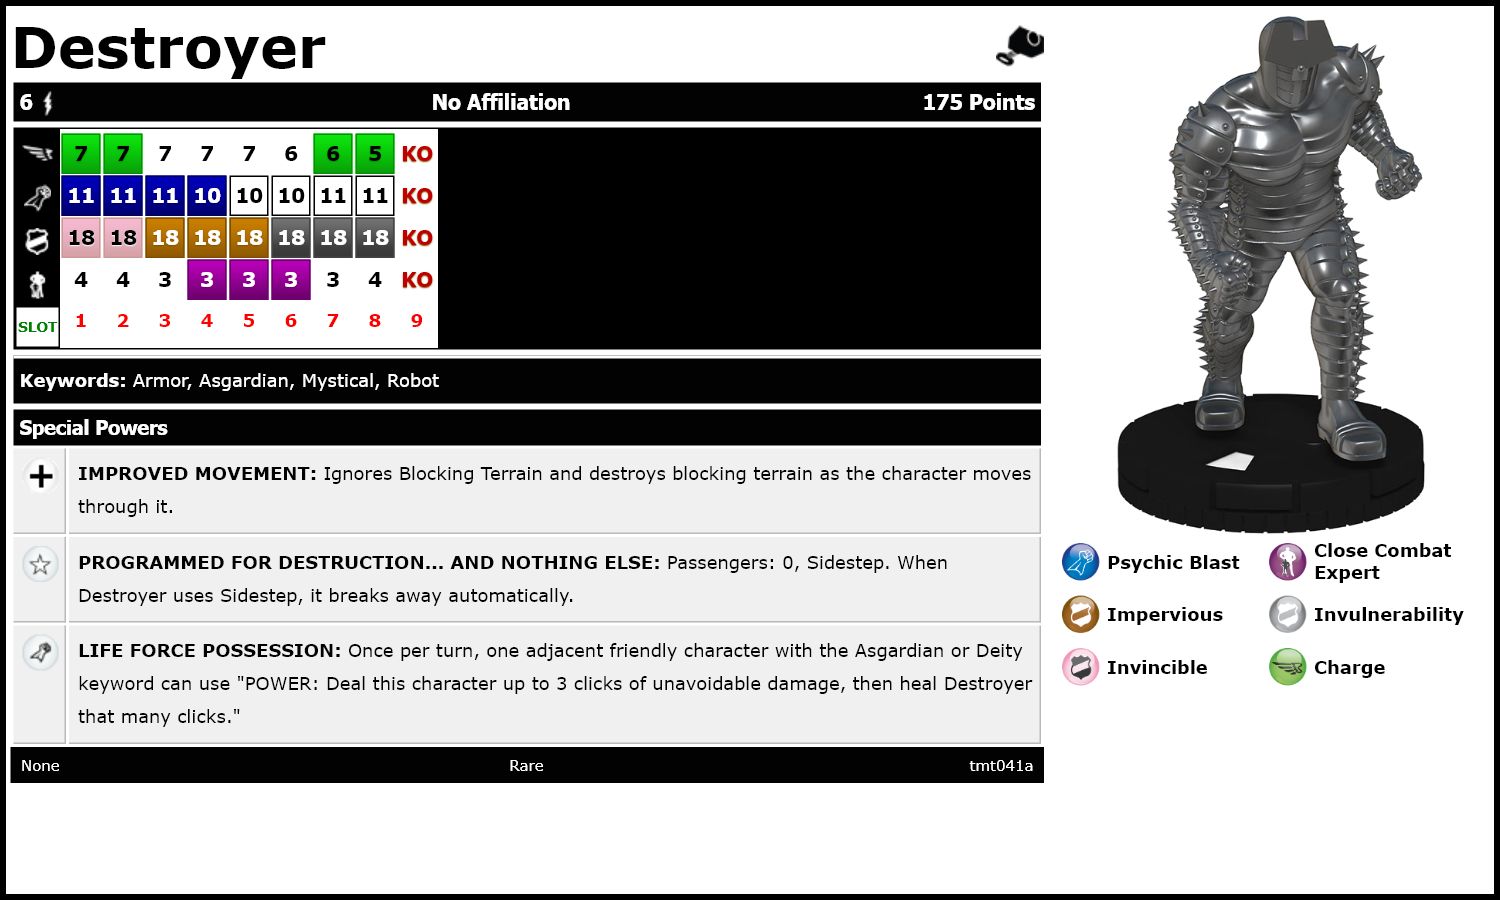 Destroyer
6 No Affiliation 175 Points
7 7 7 7 7 6 6 5 KO
11 11 11 10 10 10 11 11 KO
18 18 18 18 18 18 18 18 KO
4 4 3 3 3 3 3 4 KO
SLOT 1 2 3 4 5 6 7 8 9
Keywords: Armor, Asgardian, Mystical, Robot
Special Powers
IMPROVED MOVEMENT: Ignores Blocking Terrain and destroys blocking terrain as the character moves
through it.
PROGRAMMED FOR DESTRUCTION... AND NOTHING ELSE: Passengers: 0, Sidestep. When
Destroyer uses Sidestep, it breaks away automatically.
LIFE FORCE POSSESSION: Once per turn, one adjacent friendly character with the Asgardian or Deity
keyword can use "POWER: Deal this character up to 3 clicks of unavoidable damage, then heal Destroyer
that many clicks."
None Rare tmt041a
Psychic Blast
Close Combat
Expert
Impervious
Invulnerability
Invincible
Charge